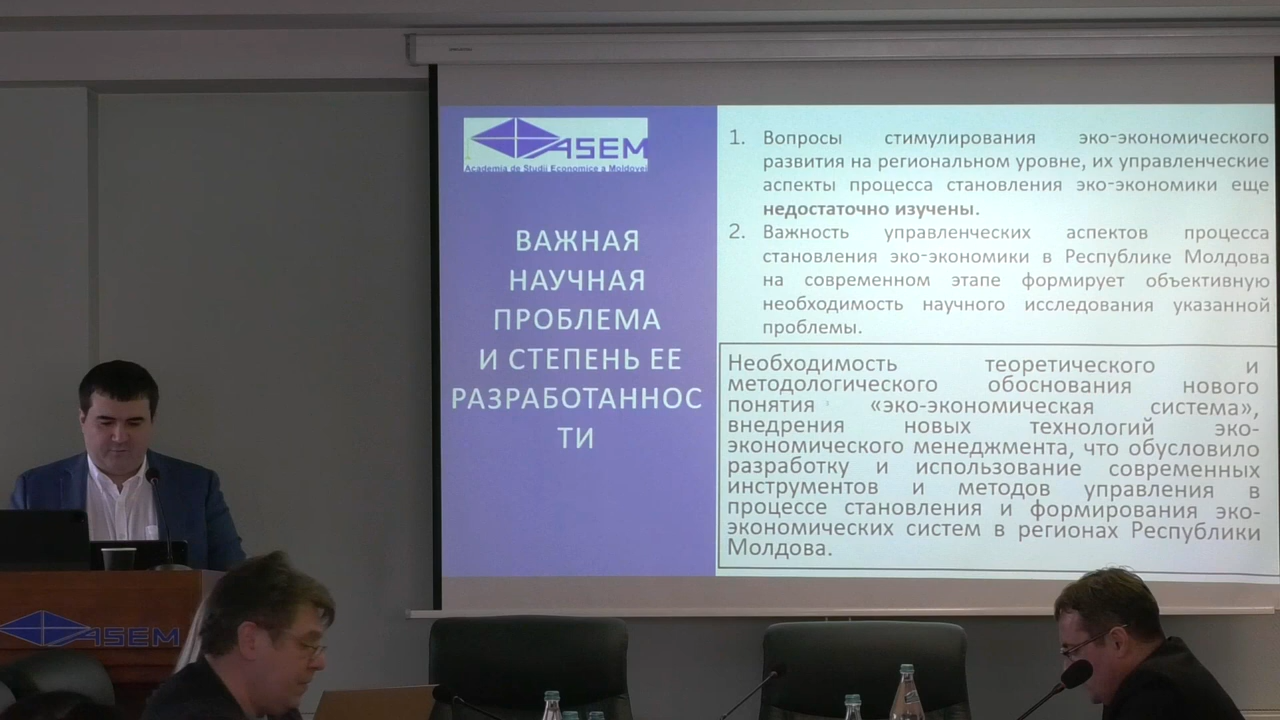 ASEM
Academia de Studii Economice a Moldovei
ВАЖНАЯ
НАУЧНАЯ
ПРОБЛЕМА
И СТЕПЕНЬ ЕЕ
РАЗРАБОТАННОС
ТИ
1. Вопросы стимулирования эко-экономического
развития на региональном уровне, их управленческие
аспекты процесса становления эко-экономики еще
недостаточно изучены.
2. Важность управленческих аспектов процесса
становления эко-экономики в Республике Молдова
на современном этапе формирует объективную
необходимость научного исследования указанной
проблемы.
Необходимость теоретического и
методологического обоснования нового
понятия «эко-экономическая система»,
внедрения новых технологий эко-
экономического менеджмента, что обусловило
разработку и использование современных
инструментов и методов управления в
процессе становления и формирования эко-
экономических систем в регионах Республики
Молдова.
ASEM